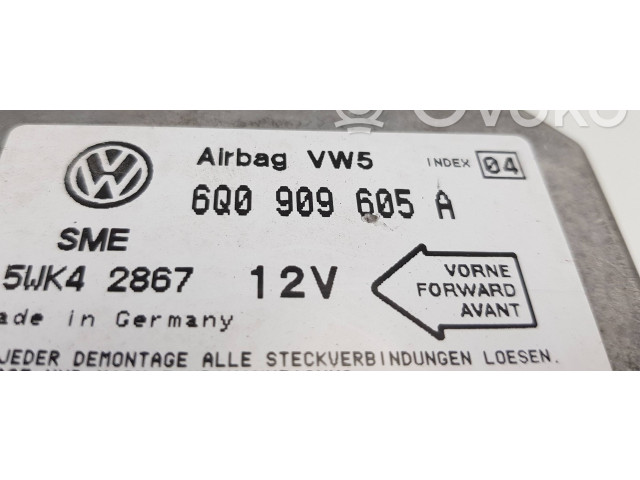 OVOKO
Airbag VW5 INDEX 04
6Q0 909 605 A
SME
5WK4 2867 12V
VORNE
FORWARD
AVANT
ade in Germany
JEDER DEMONTAGE ALLE STECKVERBINDUNGEN LOESEN.